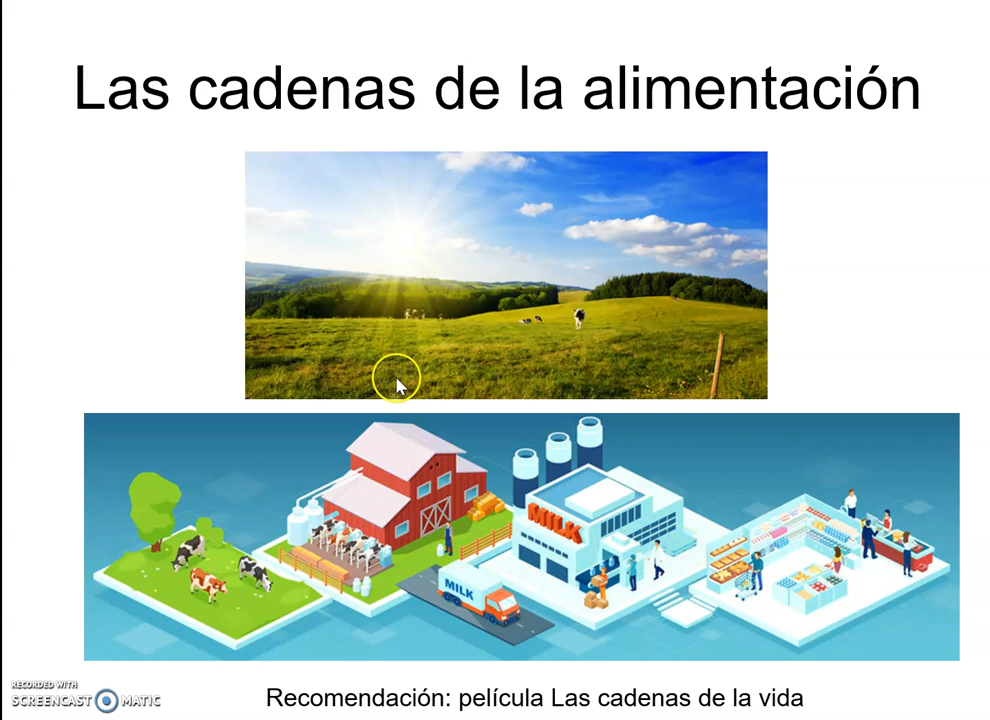 Las cadenas de la alimentación
MILK
MILK
RECORDED WITH
SCREENCAST MATIC
Recomendación: película Las cadenas de la vida